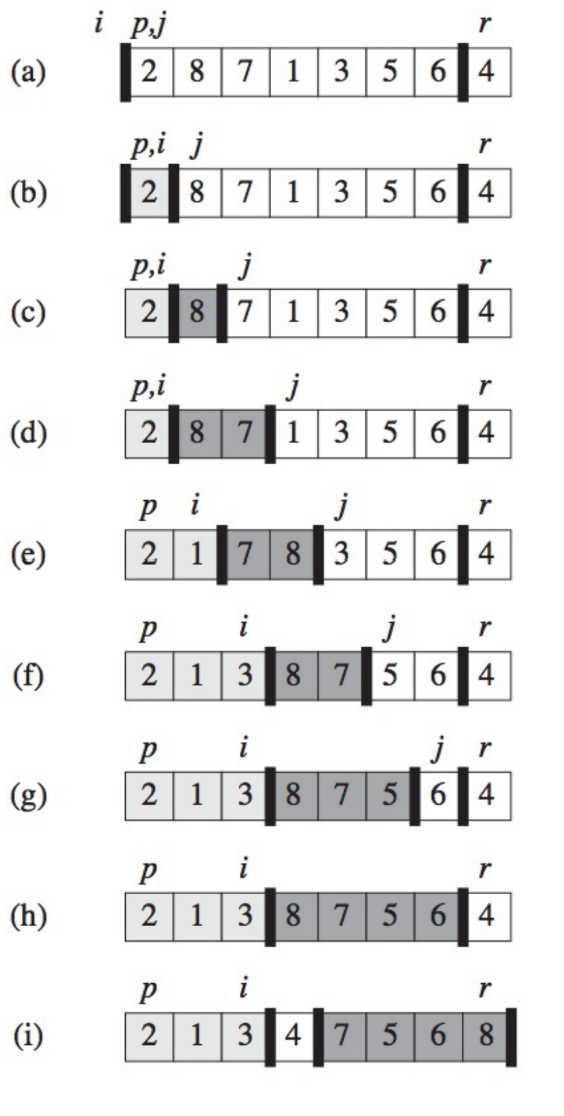 i p,j r
(a) 2 8 7 1 3 5 6 4
p,i j r
(b) 2 8 7 1 3 5 6 4
p,i j r
(c) 2 8 7 1 3 5 6 4
p,i j r
(d) 2 8 7 1 3 5 6 4
p i j r
(e) 2 1 7 8 3 5 6 4
p i j r
(f) 2 1 3 8 7 5 6 4
p i j r
(g) 2 1 3 8 7 5 6 4
p i r
(h) 2 1 3 8 7 5 6 4
p i r
(i) 2 1 3 4 7 5 6 8